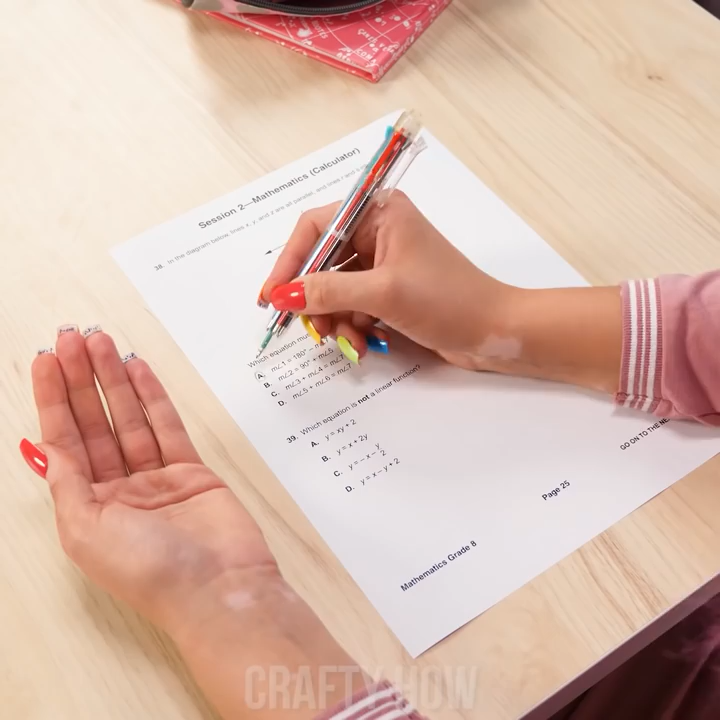 Session 2—Mathematics (Calculator)
38. In the diagram below, lines x, y, and z are all parallel, and lines r and s
Which equation mu
A. m∠1 = 180° − m
B. m∠2 = 90° + m∠5
C. m∠3 + m∠4 = m∠7
D. m∠5 + m∠6 = m∠7
39. Which equation is not a linear function?
A. y = xy + 2
B. y = x + 2y
C. y = −x − y/2
D. y = x − y + 2
GO ON TO THE NE
Page 25
Mathematics Grade 8
CRAFTY HOW